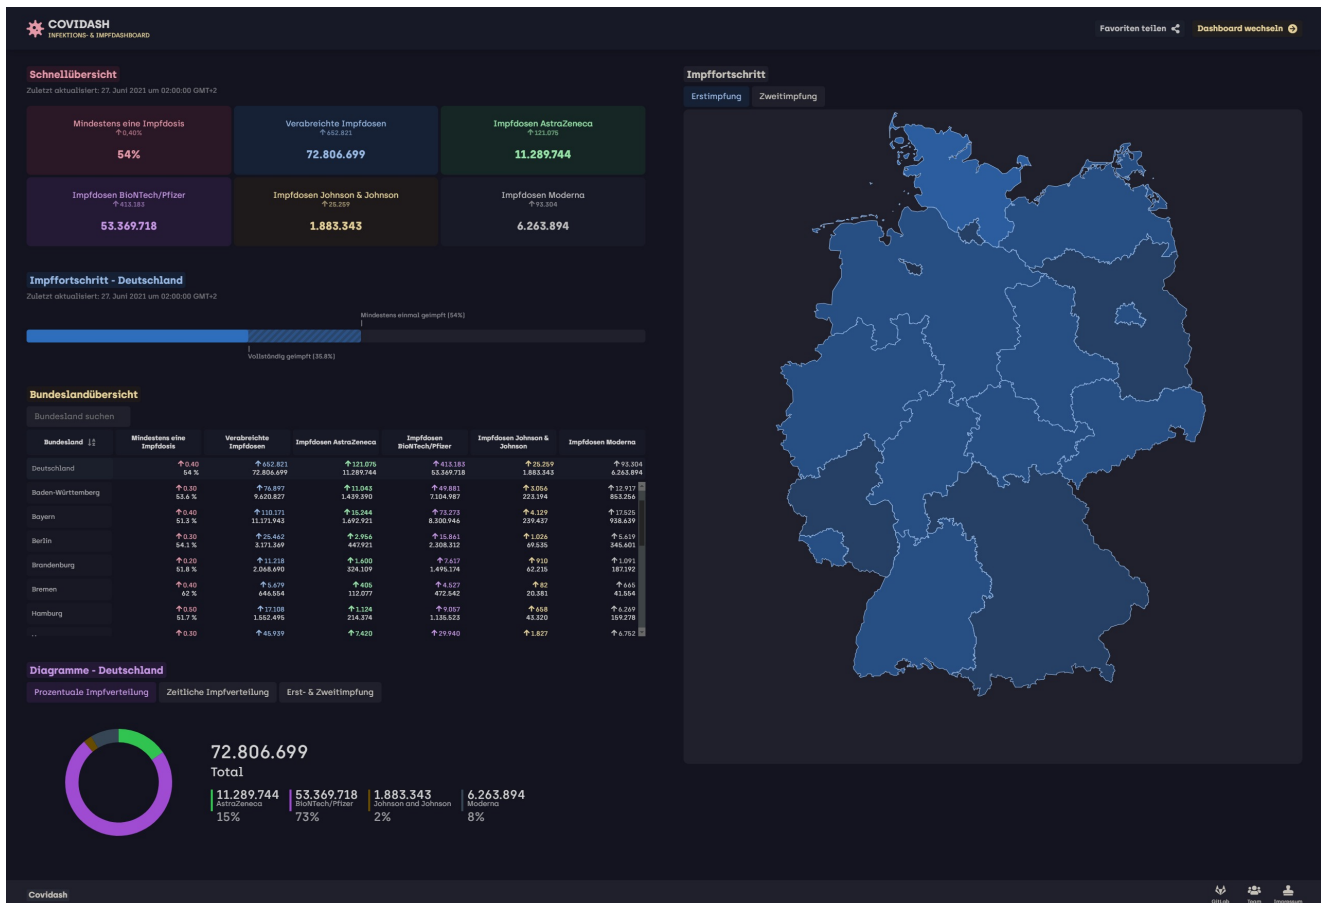 COVIDASH
INFEKTIONS- & IMPFDASHBOARD
Favoriten teilen
Dashboard wechseln
Schnellübersicht
Zuletzt aktualisiert: 27. Juni 2021 um 02:00:00 GMT+2
Mindestens eine Impfdosis
↑0,40%
54%
Verabreichte Impfdosen
↑652.821
72.806.699
Impfdosen AstraZeneca
↑121.075
11.289.744
Impfdosen BioNTech/Pfizer
↑413.183
53.369.718
Impfdosen Johnson & Johnson
↑25.259
1.883.343
Impfdosen Moderna
↑93.304
6.263.894
Impffortschritt - Deutschland
Zuletzt aktualisiert: 27. Juni 2021 um 02:00:00 GMT+2
Mindestens einmal geimpft (54%)
Vollständig geimpft (35.8%)
Bundeslandübersicht
Bundesland suchen
Bundesland Mindestens eine Impfdosis Verabreichte Impfdosen Impfdosen AstraZeneca Impfdosen BioNTech/Pfizer Impfdosen Johnson & Johnson Impfdosen Moderna
↑0.40 ↑652.821 ↑121.075 ↑413.183 ↑25.259 ↑93.304
Deutschland 54 % 72.806.699 11.289.744 53.369.718 1.883.343 6.263.894
↑0.30 ↑76.897 ↑11.043 ↑49.881 ↑3.056 ↑12.917
Baden-Württemberg 53.6 % 9.620.827 1.439.390 7.104.987 223.194 853.256
↑0.40 ↑110.171 ↑15.244 ↑73.273 ↑4.129 ↑17.525
Bayern 51.3 % 11.171.943 1.692.921 8.300.946 239.437 938.639
↑0.30 ↑25.462 ↑2.956 ↑15.861 ↑1.026 ↑5.619
Berlin 54.1 % 3.171.369 447.921 2.308.312 69.535 345.601
↑0.20 ↑11.218 ↑1.600 ↑7.617 ↑910 ↑1.091
Brandenburg 51.8 % 2.068.690 324.109 1.495.174 62.215 187.192
↑0.40 ↑5.679 ↑405 ↑4.527 ↑82 ↑665
Bremen 62 % 646.554 112.077 472.542 20.381 41.554
↑0.50 ↑17.108 ↑1.124 ↑9.057 ↑658 ↑6.269
Hamburg 51.7 % 1.552.495 214.374 1.135.523 43.320 159.278
↑0.30 ↑45.939 ↑7.420 ↑29.940 ↑1.827 ↑6.752
Diagramme - Deutschland
Prozentuale Impfverteilung
Zeitliche Impfverteilung
Erst- & Zweitimpfung
72.806.699
Total
11.289.744 53.369.718 1.883.343 6.263.894
AstraZeneca BioNTech/Pfizer Johnson and Johnson Moderna
15% 73% 2% 8%
Impffortschritt
Erstimpfung
Zweitimpfung
Covidash
GitLab
Team
Impressum